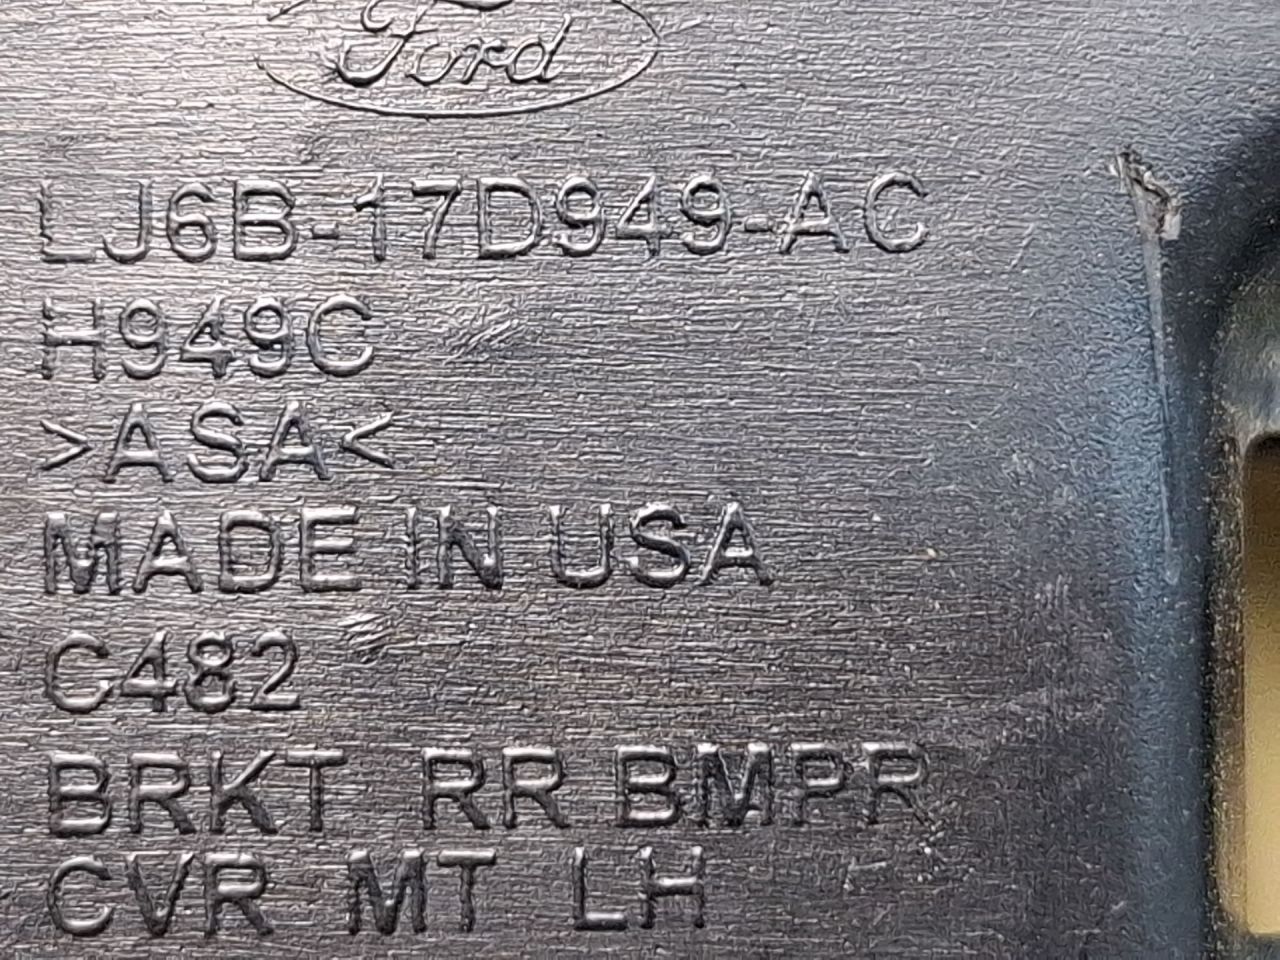 Ford
LJ6B-17D949-AC
H949C
>ASA<
MADE IN USA
C482
BRKT RR BMPR
CVR MT LH